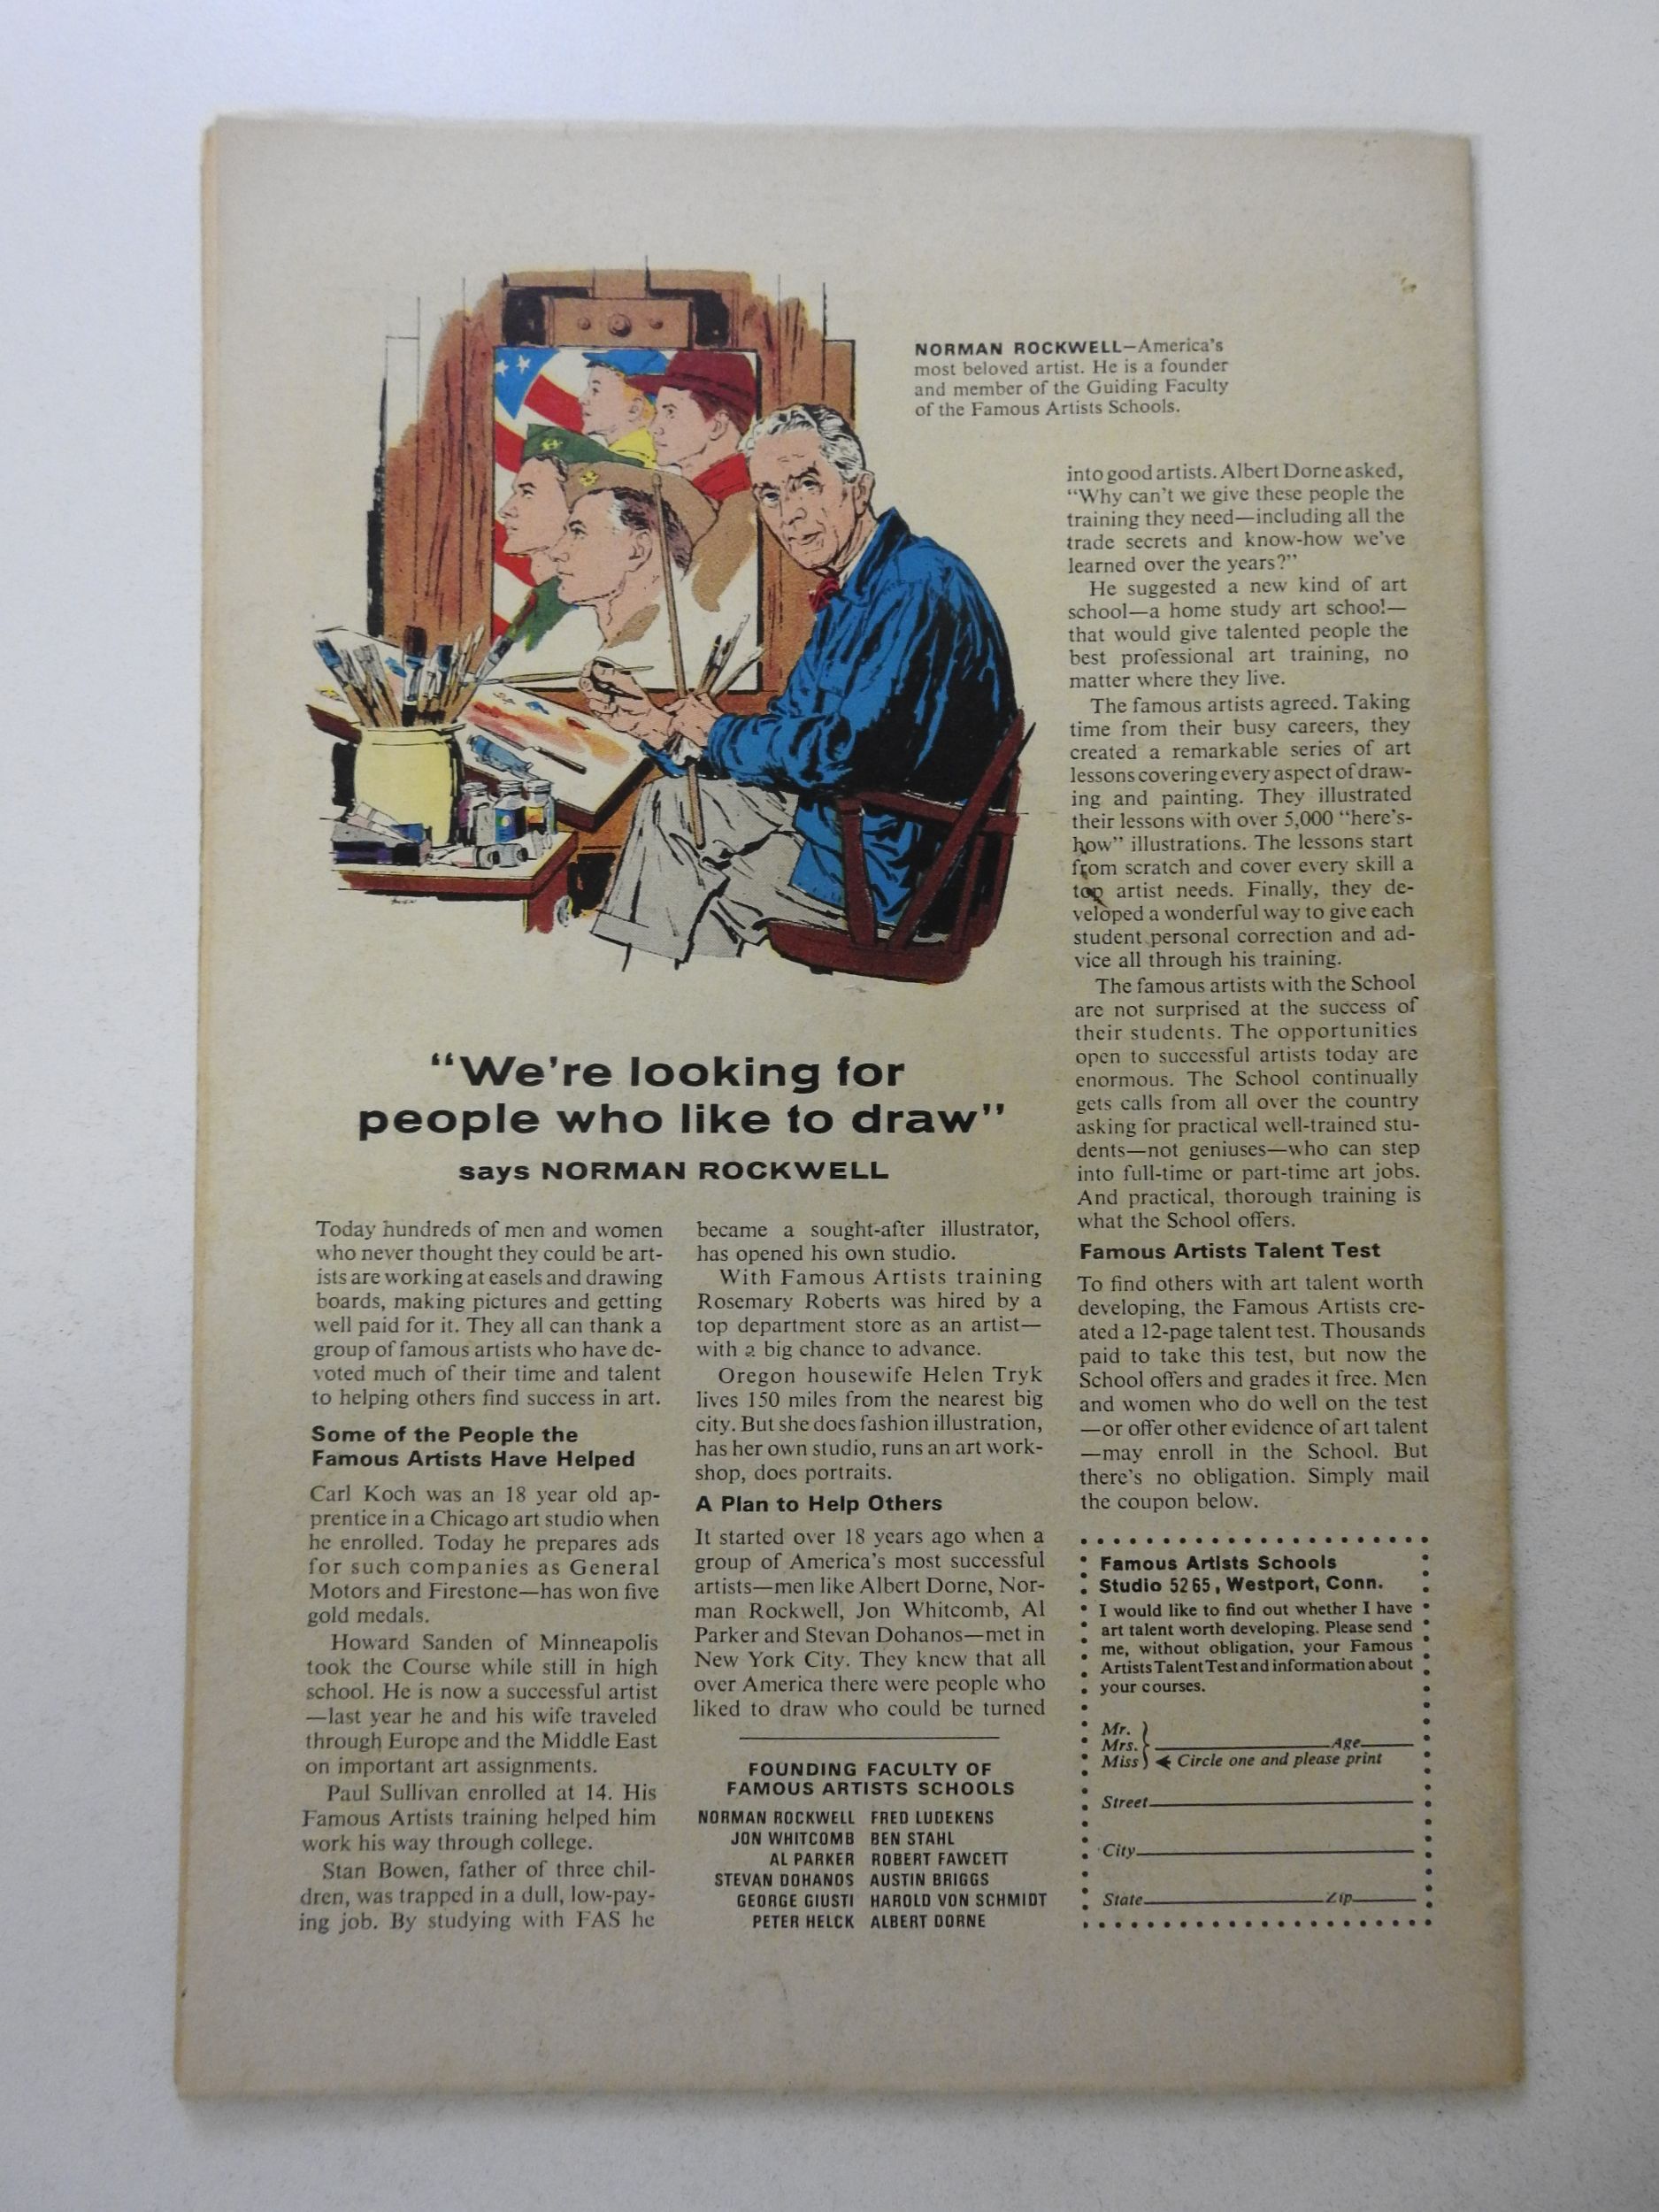 NORMAN ROCKWELL—America's
most beloved artist. He is a founder
and member of the Guiding Faculty
of the Famous Artists Schools.
"We're looking for
people who like to draw"
says NORMAN ROCKWELL
Today hundreds of men and women
who never thought they could be art-
ists are working at easels and drawing
boards, making pictures and getting
well paid for it. They all can thank a
group of famous artists who have de-
voted much of their time and talent
to helping others find success in art.
Some of the People the
Famous Artists Have Helped
Carl Koch was an 18 year old ap-
prentice in a Chicago art studio when
he enrolled. Today he prepares ads
for such companies as General
Motors and Firestone—has won five
gold medals.
Howard Sanden of Minneapolis
took the Course while still in high
school. He is now a successful artist
—last year he and his wife traveled
through Europe and the Middle East
on important art assignments.
Paul Sullivan enrolled at 14. His
Famous Artists training helped him
work his way through college.
Stan Bowen, father of three chil-
dren, was trapped in a dull, low-pay-
ing job. By studying with FAS he
became a sought-after illustrator,
has opened his own studio.
With Famous Artists training
Rosemary Roberts was hired by a
top department store as an artist—
with a big chance to advance.
Oregon housewife Helen Tryk
lives 150 miles from the nearest big
city. But she does fashion illustration,
has her own studio, runs an art work-
shop, does portraits.
A Plan to Help Others
It started over 18 years ago when a
group of America's most successful
artists—men like Albert Dorne, Nor-
man Rockwell, Jon Whitcomb, Al
Parker and Stevan Dohanos—met in
New York City. They knew that all
over America there were people who
liked to draw who could be turned
FOUNDING FACULTY OF
FAMOUS ARTISTS SCHOOLS
NORMAN ROCKWELL FRED LUDEKENS
JON WHITCOMB BEN STAHL
AL PARKER ROBERT FAWCETT
STEVAN DOHANOS AUSTIN BRIGGS
GEORGE GIUSTI HAROLD VON SCHMIDT
PETER HELCK ALBERT DORNE
into good artists. Albert Dorne asked,
"Why can't we give these people the
training they need—including all the
trade secrets and know-how we've
learned over the years?"
He suggested a new kind of art
school—a home study art school—
that would give talented people the
best professional art training, no
matter where they live.
The famous artists agreed. Taking
time from their busy careers, they
created a remarkable series of art
lessons covering every aspect of draw-
ing and painting. They illustrated
their lessons with over 5,000 "here's-
how" illustrations. The lessons start
from scratch and cover every skill a
top artist needs. Finally, they de-
veloped a wonderful way to give each
student personal correction and ad-
vice all through his training.
The famous artists with the School
are not surprised at the success of
their students. The opportunities
open to successful artists today are
enormous. The School continually
gets calls from all over the country
asking for practical well-trained stu-
dents—not geniuses—who can step
into full-time or part-time art jobs.
And practical, thorough training is
what the School offers.
Famous Artists Talent Test
To find others with art talent worth
developing, the Famous Artists cre-
ated a 12-page talent test. Thousands
paid to take this test, but now the
School offers and grades it free. Men
and women who do well on the test
—or offer other evidence of art talent
—may enroll in the School. But
there's no obligation. Simply mail
the coupon below.
Famous Artists Schools
Studio 5265, Westport, Conn.
I would like to find out whether I have
art talent worth developing. Please send
me, without obligation, your Famous
Artists Talent Test and information about
your courses.
Mr.
Mrs. Age
Miss Circle one and please print
Street
City
State Zip